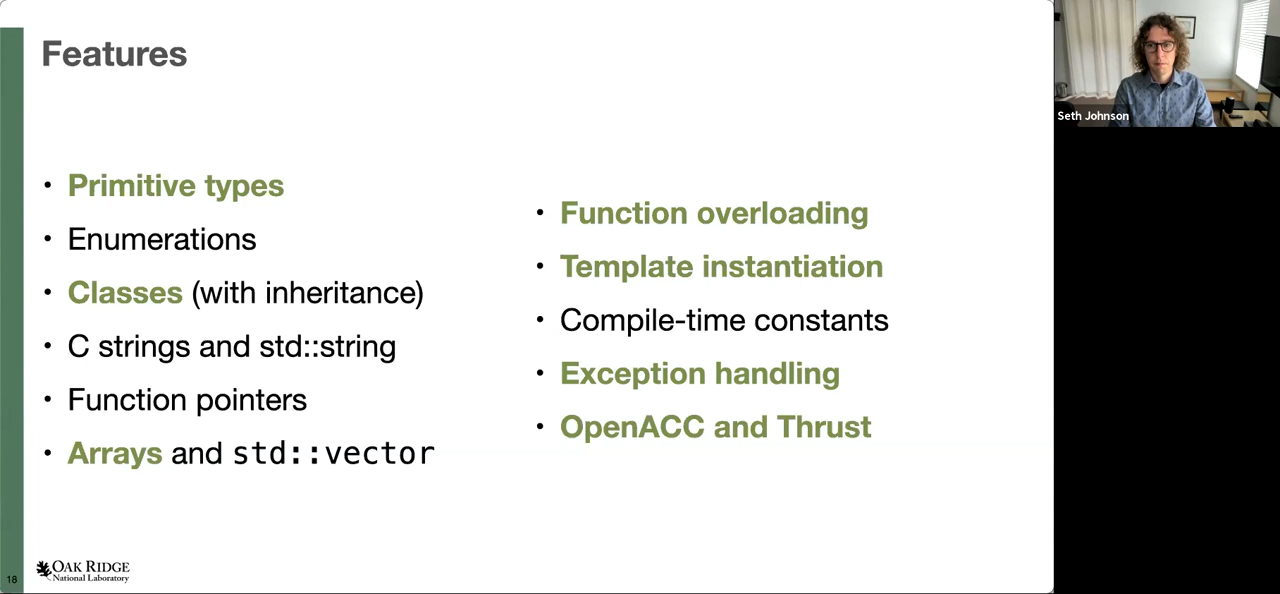 Features
• Primitive types
• Enumerations
• Classes (with inheritance)
• C strings and std::string
• Function pointers
• Arrays and std::vector
• Function overloading
• Template instantiation
• Compile-time constants
• Exception handling
• OpenACC and Thrust
18
OAK RIDGE
National Laboratory
Seth Johnson